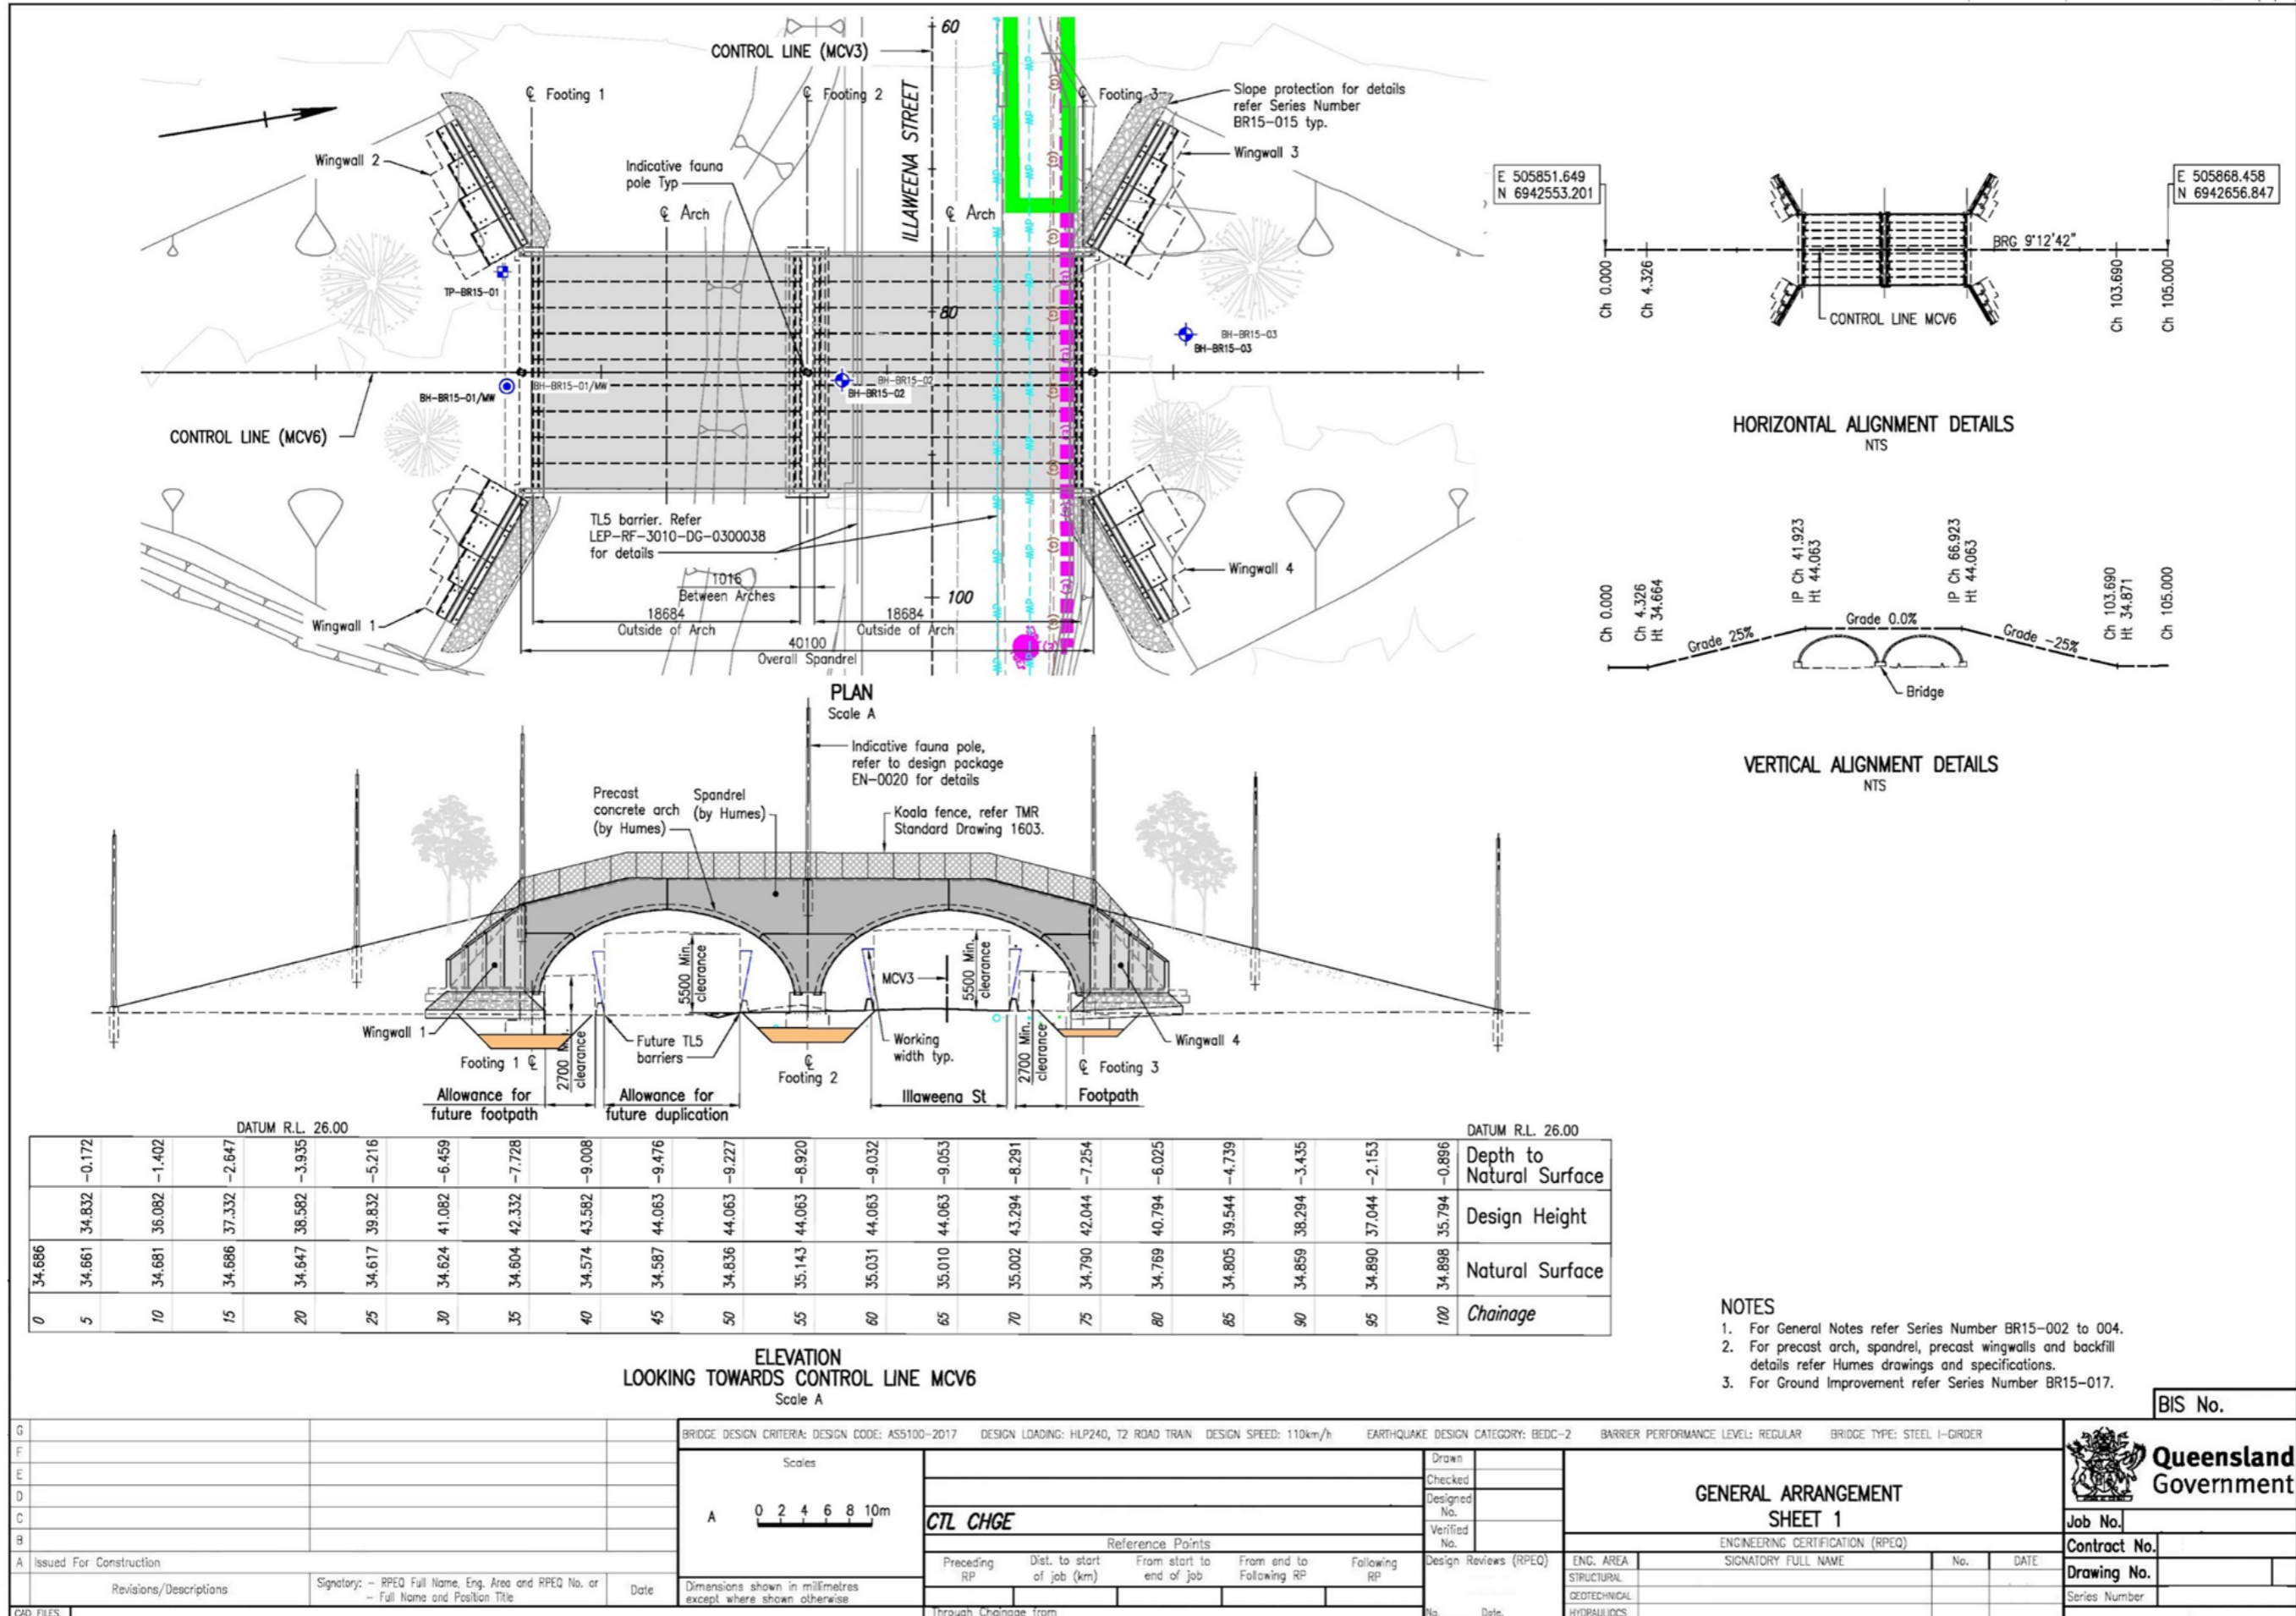 60
CONTROL LINE (MCV3)
ILLAWEENA STREET
℄ Footing 1
℄ Footing 2
℄ Footing 3
Slope protection for details
refer Series Number
BR15-015 typ.
Wingwall 2
Wingwall 3
Indicative fauna
pole Typ
℄ Arch
℄ Arch
TP-BR15-01
80
BH-BR15-03
BH-BR15-03
BH-BR15-01/MW
BH-BR15-01/MW
BH-BR15-02
BH-BR15-02
CONTROL LINE (MCV6)
TL5 barrier. Refer
LEP-RF-3010-DG-0300038
for details
Wingwall 4
1016
Between Arches
100
18684
Outside of Arch
18684
Outside of Arch
Wingwall 1
40100
Overall Spandrel
PLAN
Scale A
E 505851.649
N 6942553.201
E 505868.458
N 6942656.847
BRG 9°12'42"
Ch 0.000
Ch 4.326
Ch 103.690
Ch 105.000
CONTROL LINE MCV6
HORIZONTAL ALIGNMENT DETAILS
NTS
Ch 0.000
Ch 4.326
Ht 34.664
IP Ch 41.923
Ht 44.063
IP Ch 66.923
Ht 44.063
Ch 103.690
Ht 34.871
Ch 105.000
Grade 25%
Grade 0.0%
Grade -25%
Bridge
VERTICAL ALIGNMENT DETAILS
NTS
Indicative fauna pole,
refer to design package
EN-0020 for details
Precast
concrete arch
(by Humes)
Spandrel
(by Humes)
Koala fence, refer TMR
Standard Drawing 1603.
5500 Min.
clearance
MCV3
5500 Min.
clearance
Wingwall 1
Footing 1 ℄
2700 M
clearance
Future TL5
barriers
℄
Footing 2
Working
width typ.
2700 Min.
clearance
℄ Footing 3
Wingwall 4
Allowance for
future footpath
Allowance for
future duplication
Illaweena St
Footpath
DATUM R.L. 26.00
DATUM R.L. 26.00
-0.172 -1.402 -2.647 -3.935 -5.216 -6.459 -7.728 -9.008 -9.476 -9.227 -8.920 -9.032 -9.053 -8.291 -7.254 -6.025 -4.739 -3.435 -2.153 -0.896 Depth to
Natural Surface
34.832 36.082 37.332 38.582 39.832 41.082 42.332 43.582 44.063 44.063 44.063 44.063 44.063 43.294 42.044 40.794 39.544 38.294 37.044 35.794 Design Height
34.686 34.661 34.681 34.686 34.647 34.617 34.624 34.604 34.574 34.587 34.836 35.143 35.031 35.010 35.002 34.790 34.769 34.805 34.859 34.890 34.898 Natural Surface
0 5 10 15 20 25 30 35 40 45 50 55 60 65 70 75 80 85 90 95 100 Chainage
ELEVATION
LOOKING TOWARDS CONTROL LINE MCV6
Scale A
NOTES
1. For General Notes refer Series Number BR15-002 to 004.
2. For precast arch, spandrel, precast wingwalls and backfill
details refer Humes drawings and specifications.
3. For Ground Improvement refer Series Number BR15-017.
BIS No.
G
F
E
D
C
B
A Issued For Construction
Revisions/Descriptions
Signatory: - RPEQ Full Name, Eng. Area and RPEQ No. or
- Full Name and Position Title
Date
CAD FILES
BRIDGE DESIGN CRITERIA: DESIGN CODE: AS5100-2017 DESIGN LOADING: HLP240, T2 ROAD TRAIN DESIGN SPEED: 110km/h EARTHQUAKE DESIGN CATEGORY: BEDC-2 BARRIER PERFORMANCE LEVEL: REGULAR BRIDGE TYPE: STEEL I-GIRDER
Scales
A 0 2 4 6 8 10m
Dimensions shown in millimetres
except where shown otherwise
CTL CHGE
Reference Points
Preceding
RP
Dist. to start
of job (km)
From start to
end of job
From end to
Following RP
Following
RP
Through Chainage from
Drawn
Checked
Designed
No.
Verified
No.
Design Reviews (RPEQ)
No. Date.
GENERAL ARRANGEMENT
SHEET 1
ENGINEERING CERTIFICATION (RPEQ)
ENG. AREA SIGNATORY FULL NAME No. DATE
STRUCTURAL
GEOTECHNICAL
HYDRAULICS
Queensland
Government
Job No.
Contract No.
Drawing No.
Series Number